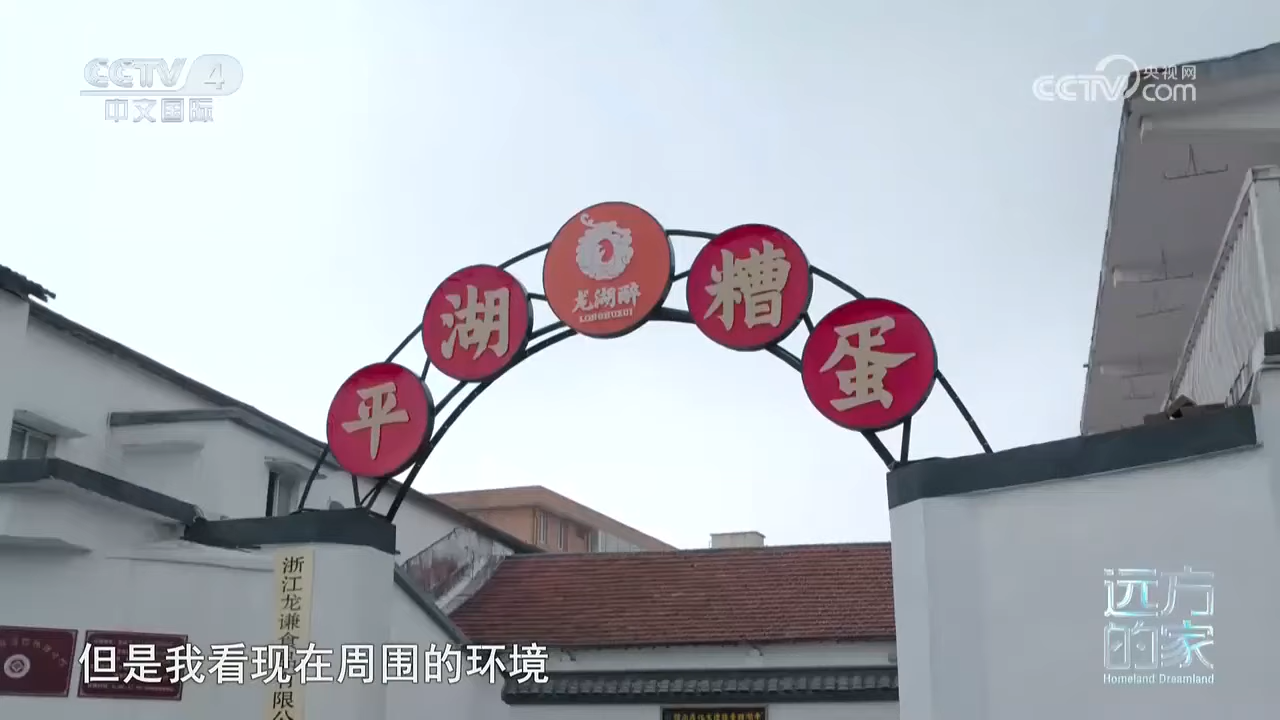 CCTV 4
中文国际
央视网
CCTV.com
平湖糟蛋
龙湖醉
LONGHUZUI
浙江龙谦食
有限公
但是我看现在周围的环境
远方的家
Homeland Dreamland